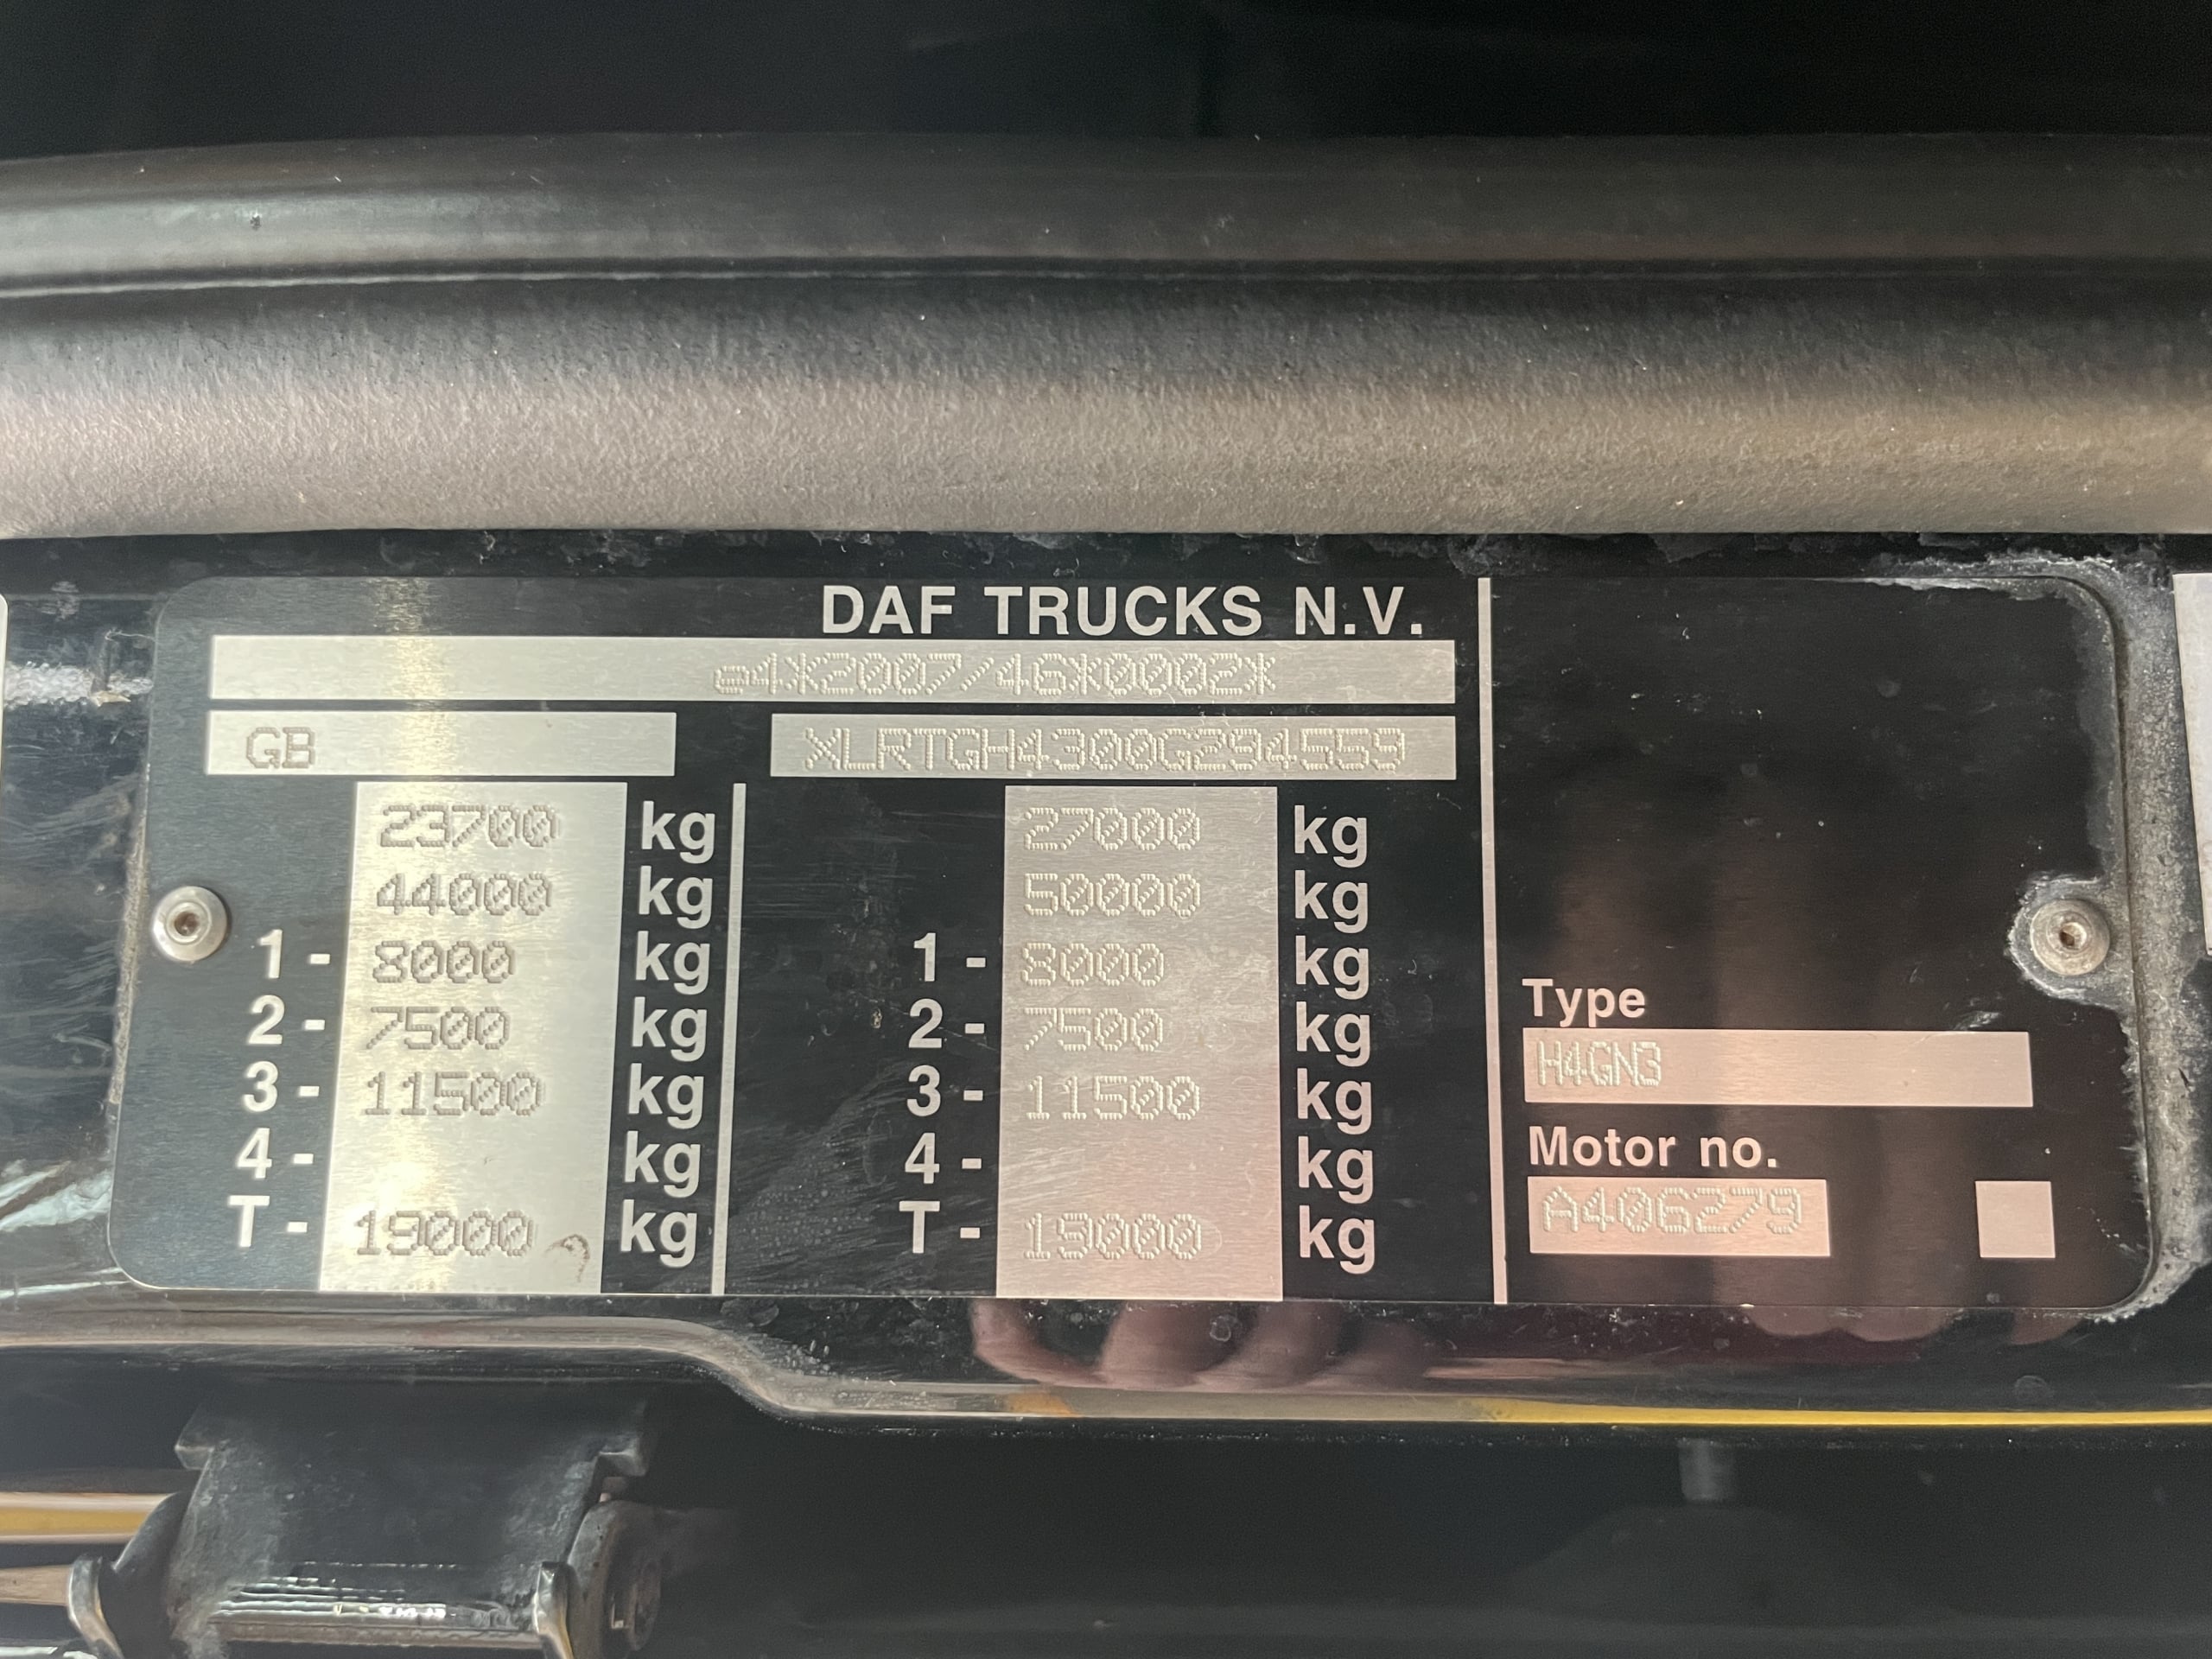 DAF TRUCKS N.V.
e4*2007/46*0002*
GB XLRTGH4300G294559
23700 kg 27000 kg
44000 kg 50000 kg
1- 8000 kg 1- 8000 kg
2- 7500 kg 2- 7500 kg
3- 11500 kg 3- 11500 kg
4- kg 4- kg
T- 19000 kg T- 19000 kg
Type
H4GN3
Motor no.
A406279